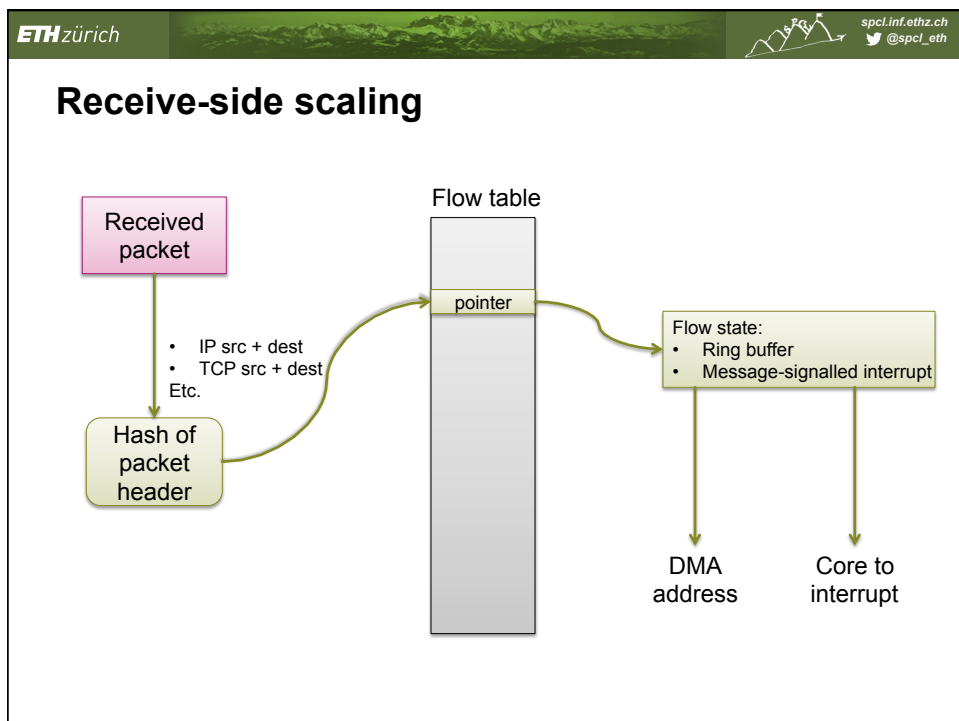 ETH zürich
spcl.inf.ethz.ch
@spcl_eth
Receive-side scaling
Flow table
Received
packet
pointer
Flow state:
• Ring buffer
• Message-signalled interrupt
• IP src + dest
• TCP src + dest
Etc.
Hash of
packet
header
DMA
address
Core to
interrupt